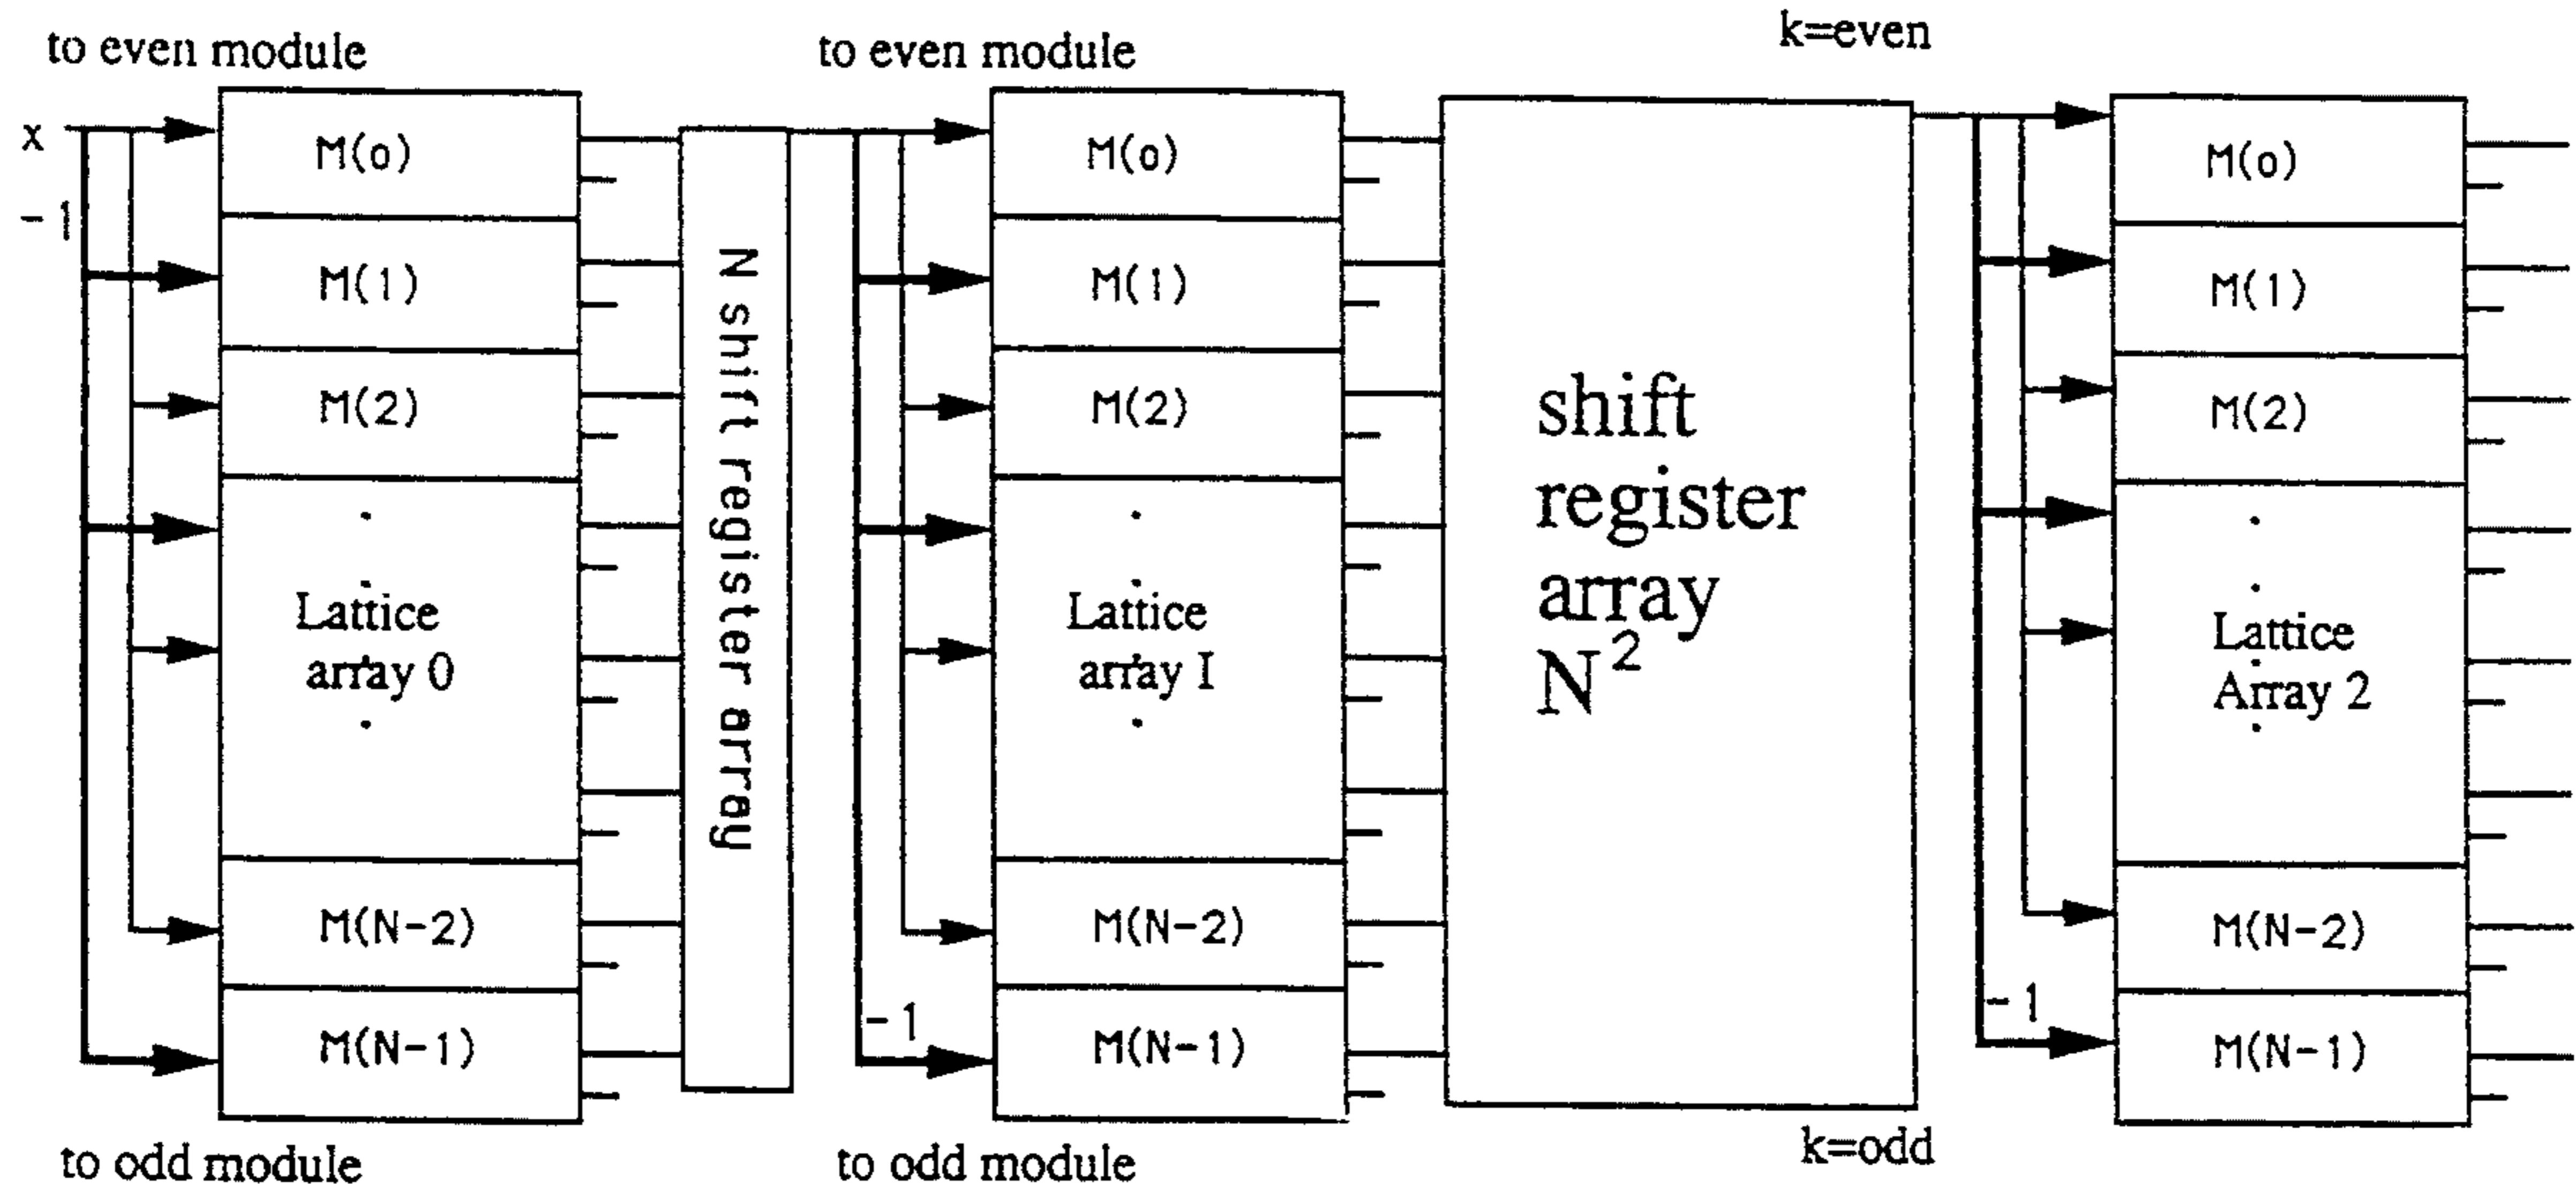 to even module
to even module
k=even
x
-1
M(o)
M(1)
M(2)
Lattice
array 0
M(N-2)
M(N-1)
N shift register array
M(o)
M(1)
M(2)
Lattice
array I
M(N-2)
-1
M(N-1)
shift
register
array
N²
M(o)
M(1)
M(2)
Lattice
Array 2
M(N-2)
-1
M(N-1)
to odd module
to odd module
k=odd